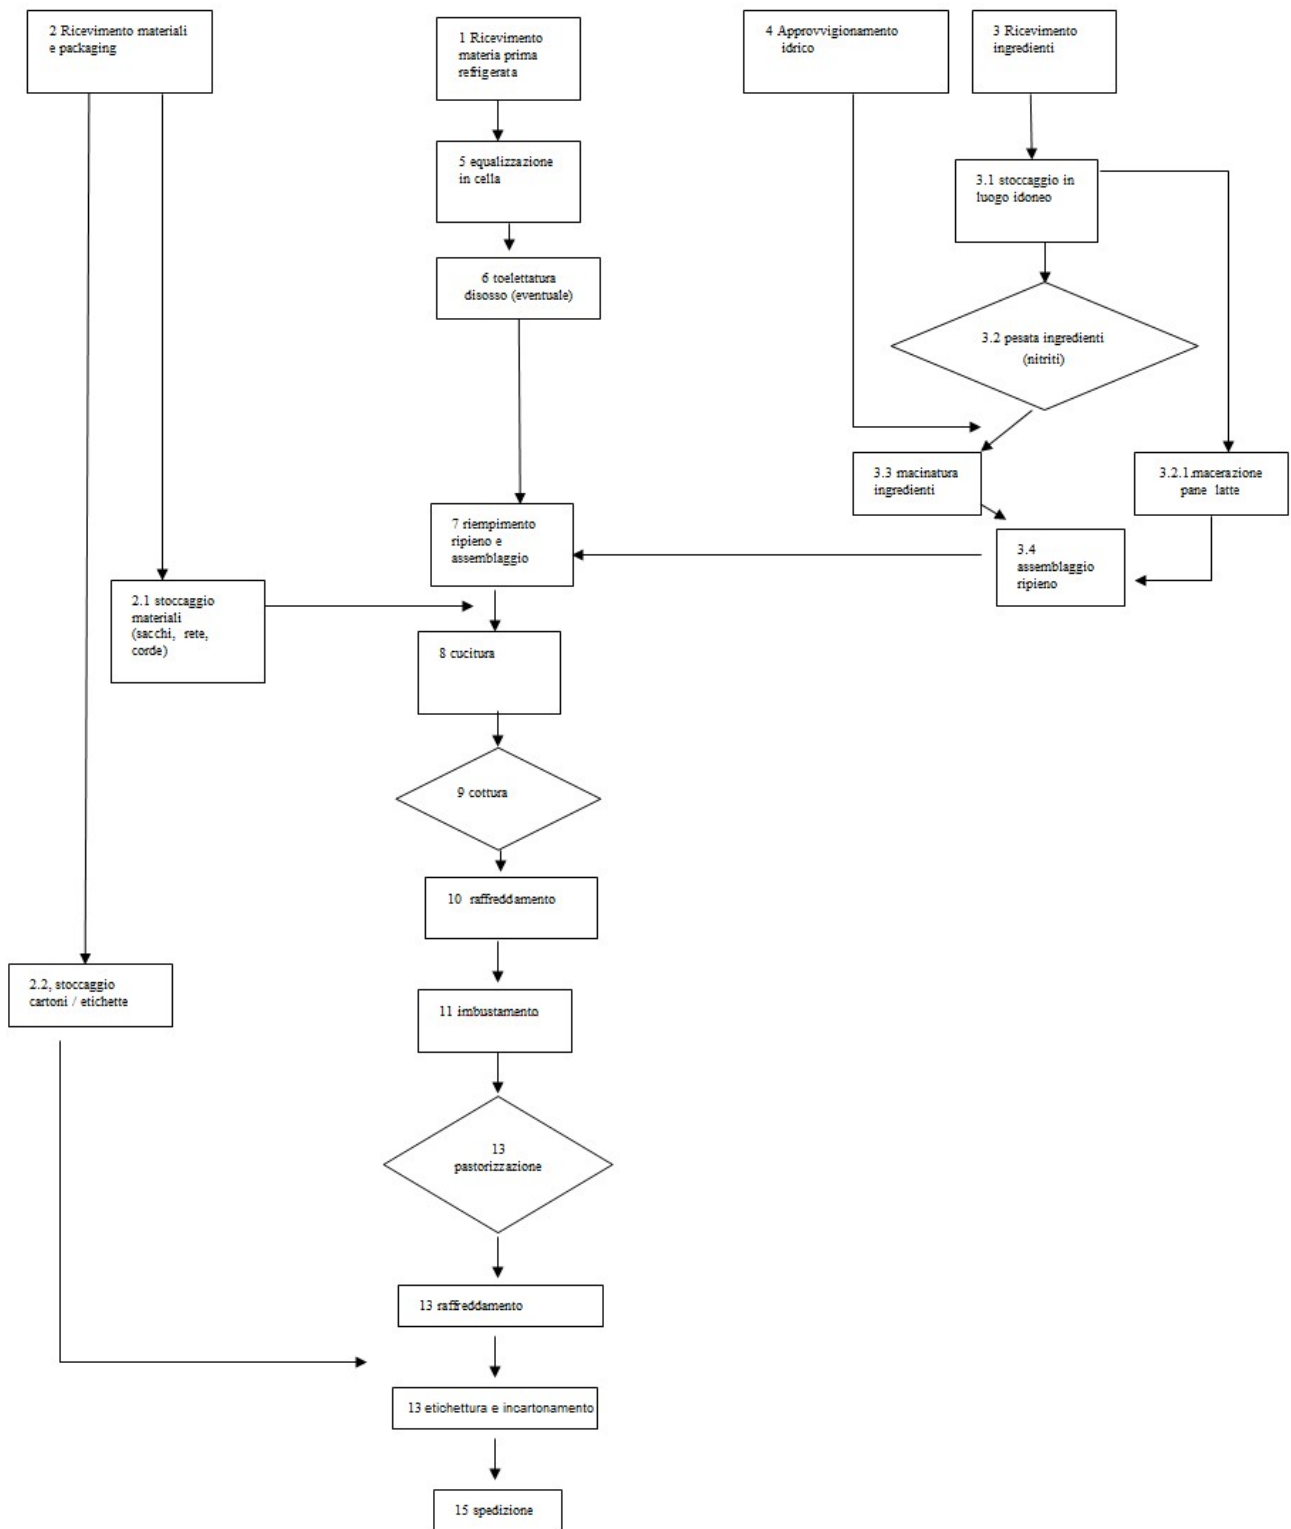 2 Ricevimento materiali
e packaging
1 Ricevimento
materia prima
refrigerata
4 Approvvigionamento
idrico
3 Ricevimento
ingredienti
5 equalizzazione
in cella
3.1 stoccaggio in
luogo idoneo
6 toelettatura
disosso (eventuale)
3.2 pesata ingredienti
(nitriti)
3.3 macinatura
ingredienti
3.2.1.macerazione
pane latte
7 riempimento
ripieno e
assemblaggio
3.4
assemblaggio
ripieno
2.1 stoccaggio
materiali
(sacchi, rete,
corde)
8 cucitura
9 cottura
10 raffreddamento
2.2, stoccaggio
cartoni / etichette
11 imbustamento
13
pastorizzazione
13 raffreddamento
13 etichettura e incartonamento
15 spedizione